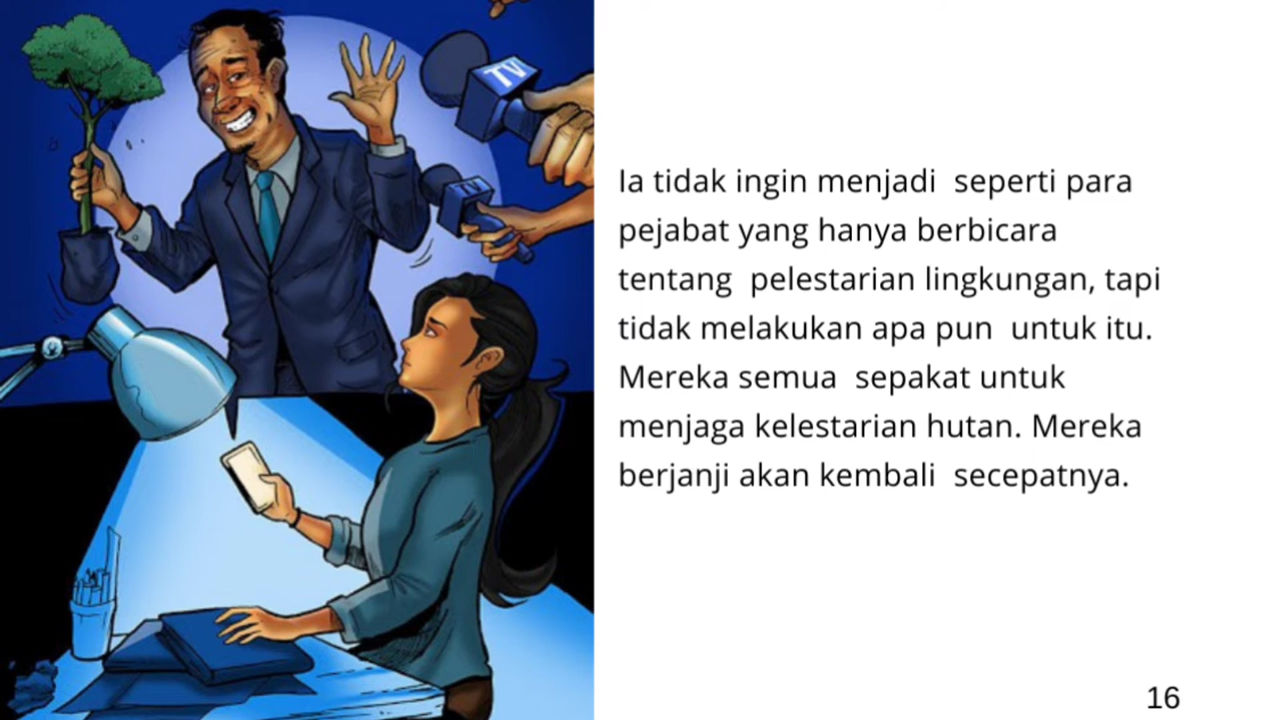 TV
TV
Ia tidak ingin menjadi  seperti para
pejabat yang hanya berbicara
tentang  pelestarian lingkungan, tapi
tidak melakukan apa pun  untuk itu.
Mereka semua  sepakat untuk
menjaga kelestarian hutan. Mereka
berjanji akan kembali  secepatnya.
16